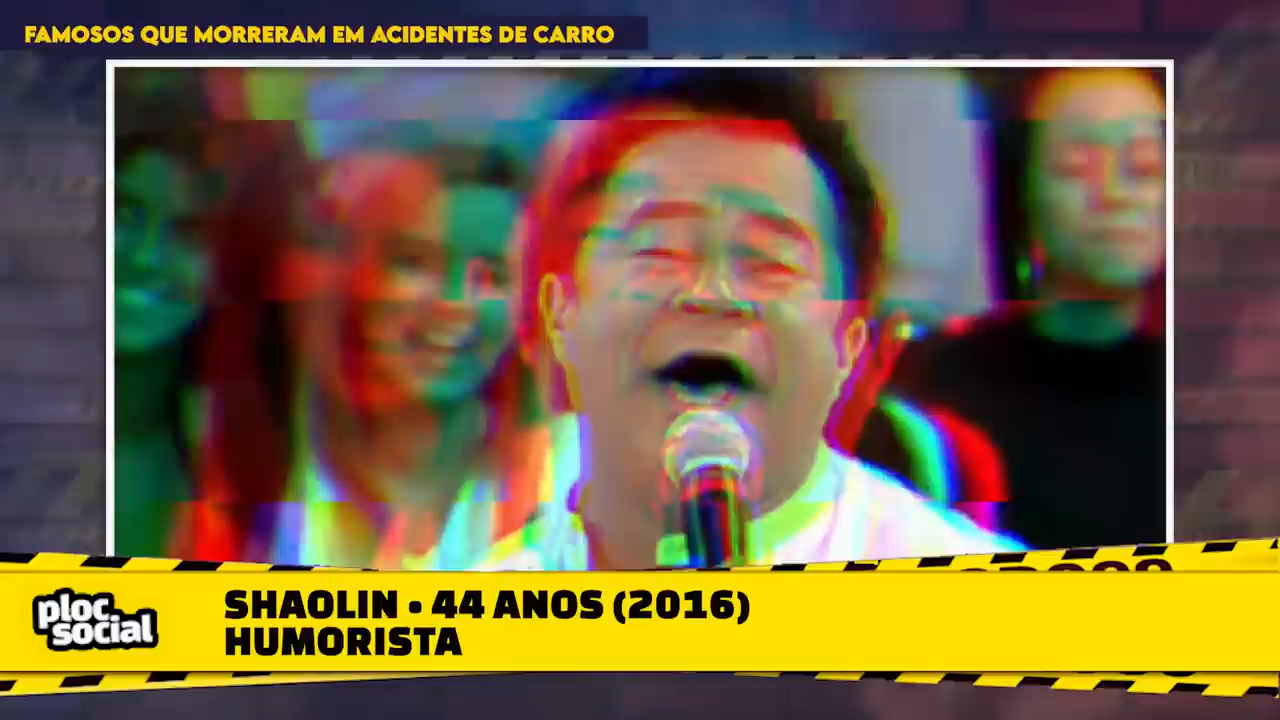 FAMOSOS QUE MORRERAM EM ACIDENTES DE CARRO
ploc
social
SHAOLIN • 44 ANOS (2016)
HUMORISTA